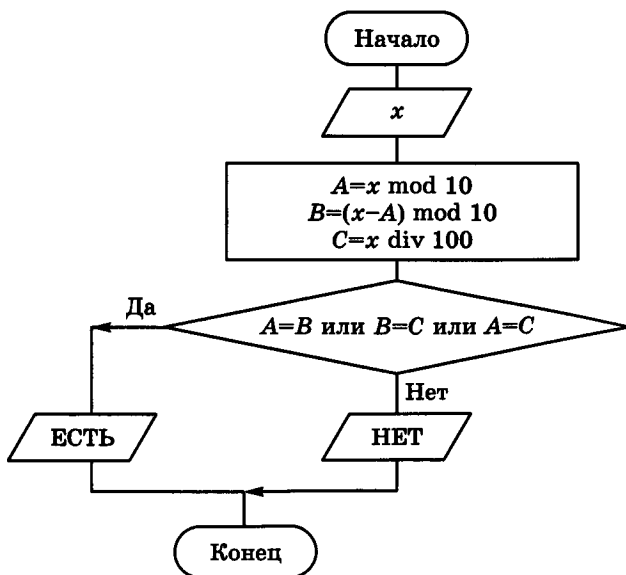 Начало
x
A=x mod 10
B=(x–A) mod 10
C=x div 100
Да
A=B или B=C или A=C
Нет
ЕСТЬ
НЕТ
Конец